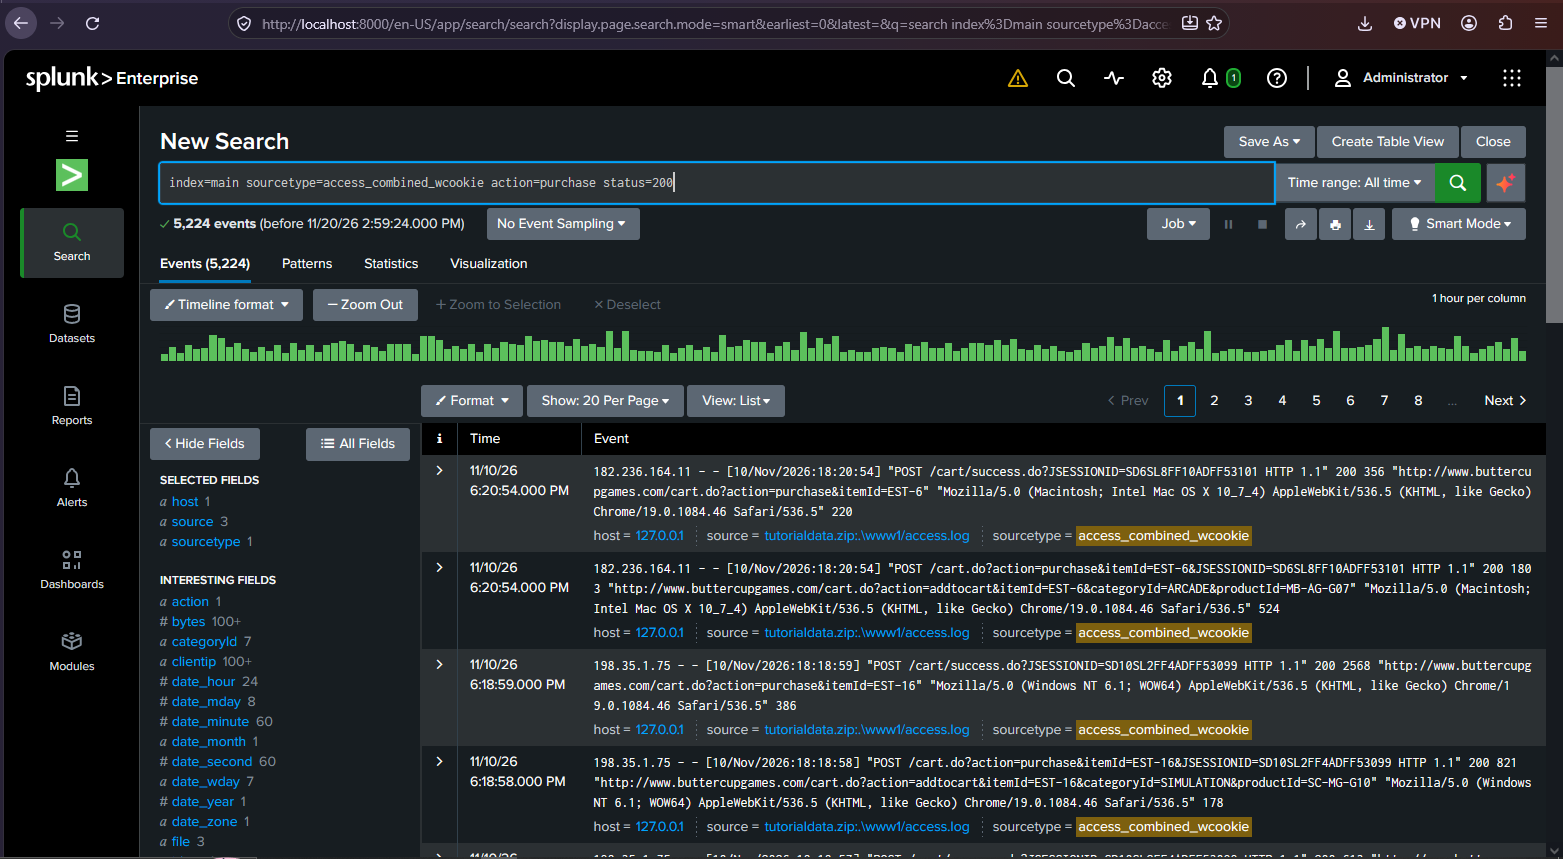 http://localhost:8000/en-US/app/search/search?display.page.search.mode=smart&earliest=0&latest=&q=search index%3Dmain sourcetype%3Dacce
VPN
splunk>Enterprise
1
Administrator
New Search
Save As
Create Table View
Close
index=main sourcetype=access_combined_wcookie action=purchase status=200
Time range: All time
5,224 events (before 11/20/26 2:59:24.000 PM)
No Event Sampling
Job
Smart Mode
Search
Datasets
Reports
Alerts
Dashboards
Modules
Events (5,224)
Patterns
Statistics
Visualization
Timeline format
Zoom Out
Zoom to Selection
Deselect
1 hour per column
Format
Show: 20 Per Page
View: List
Prev
1
2
3
4
5
6
7
8
...
Next
Hide Fields
All Fields
SELECTED FIELDS
a host 1
a source 3
a sourcetype 1
INTERESTING FIELDS
a action 1
# bytes 100+
a categoryId 7
a clientip 100+
# date_hour 24
# date_mday 8
# date_minute 60
a date_month 1
# date_second 60
a date_wday 7
# date_year 1
a date_zone 1
a file 3
i
Time
Event
11/10/26
6:20:54.000 PM
182.236.164.11 - - [10/Nov/2026:18:20:54] "POST /cart/success.do?JSESSIONID=SD6SL8FF10ADFF53101 HTTP 1.1" 200 356 "http://www.buttercu
pgames.com/cart.do?action=purchase&itemId=EST-6" "Mozilla/5.0 (Macintosh; Intel Mac OS X 10_7_4) AppleWebKit/536.5 (KHTML, like Gecko)
Chrome/19.0.1084.46 Safari/536.5" 220
host = 127.0.0.1
source = tutorialdata.zip:.\www1/access.log
sourcetype = access_combined_wcookie
11/10/26
6:20:54.000 PM
182.236.164.11 - - [10/Nov/2026:18:20:54] "POST /cart.do?action=purchase&itemId=EST-6&JSESSIONID=SD6SL8FF10ADFF53101 HTTP 1.1" 200 180
3 "http://www.buttercupgames.com/cart.do?action=addtocart&itemId=EST-6&categoryId=ARCADE&productId=MB-AG-G07" "Mozilla/5.0 (Macintosh;
Intel Mac OS X 10_7_4) AppleWebKit/536.5 (KHTML, like Gecko) Chrome/19.0.1084.46 Safari/536.5" 524
host = 127.0.0.1
source = tutorialdata.zip:.\www1/access.log
sourcetype = access_combined_wcookie
11/10/26
6:18:59.000 PM
198.35.1.75 - - [10/Nov/2026:18:18:59] "POST /cart/success.do?JSESSIONID=SD10SL2FF4ADFF53099 HTTP 1.1" 200 2568 "http://www.buttercupg
ames.com/cart.do?action=purchase&itemId=EST-16" "Mozilla/5.0 (Windows NT 6.1; WOW64) AppleWebKit/536.5 (KHTML, like Gecko) Chrome/1
9.0.1084.46 Safari/536.5" 386
host = 127.0.0.1
source = tutorialdata.zip:.\www1/access.log
sourcetype = access_combined_wcookie
11/10/26
6:18:58.000 PM
198.35.1.75 - - [10/Nov/2026:18:18:58] "POST /cart.do?action=purchase&itemId=EST-16&JSESSIONID=SD10SL2FF4ADFF53099 HTTP 1.1" 200 821
"http://www.buttercupgames.com/cart.do?action=addtocart&itemId=EST-16&categoryId=SIMULATION&productId=SC-MG-G10" "Mozilla/5.0 (Windows
NT 6.1; WOW64) AppleWebKit/536.5 (KHTML, like Gecko) Chrome/19.0.1084.46 Safari/536.5" 178
host = 127.0.0.1
source = tutorialdata.zip:.\www1/access.log
sourcetype = access_combined_wcookie